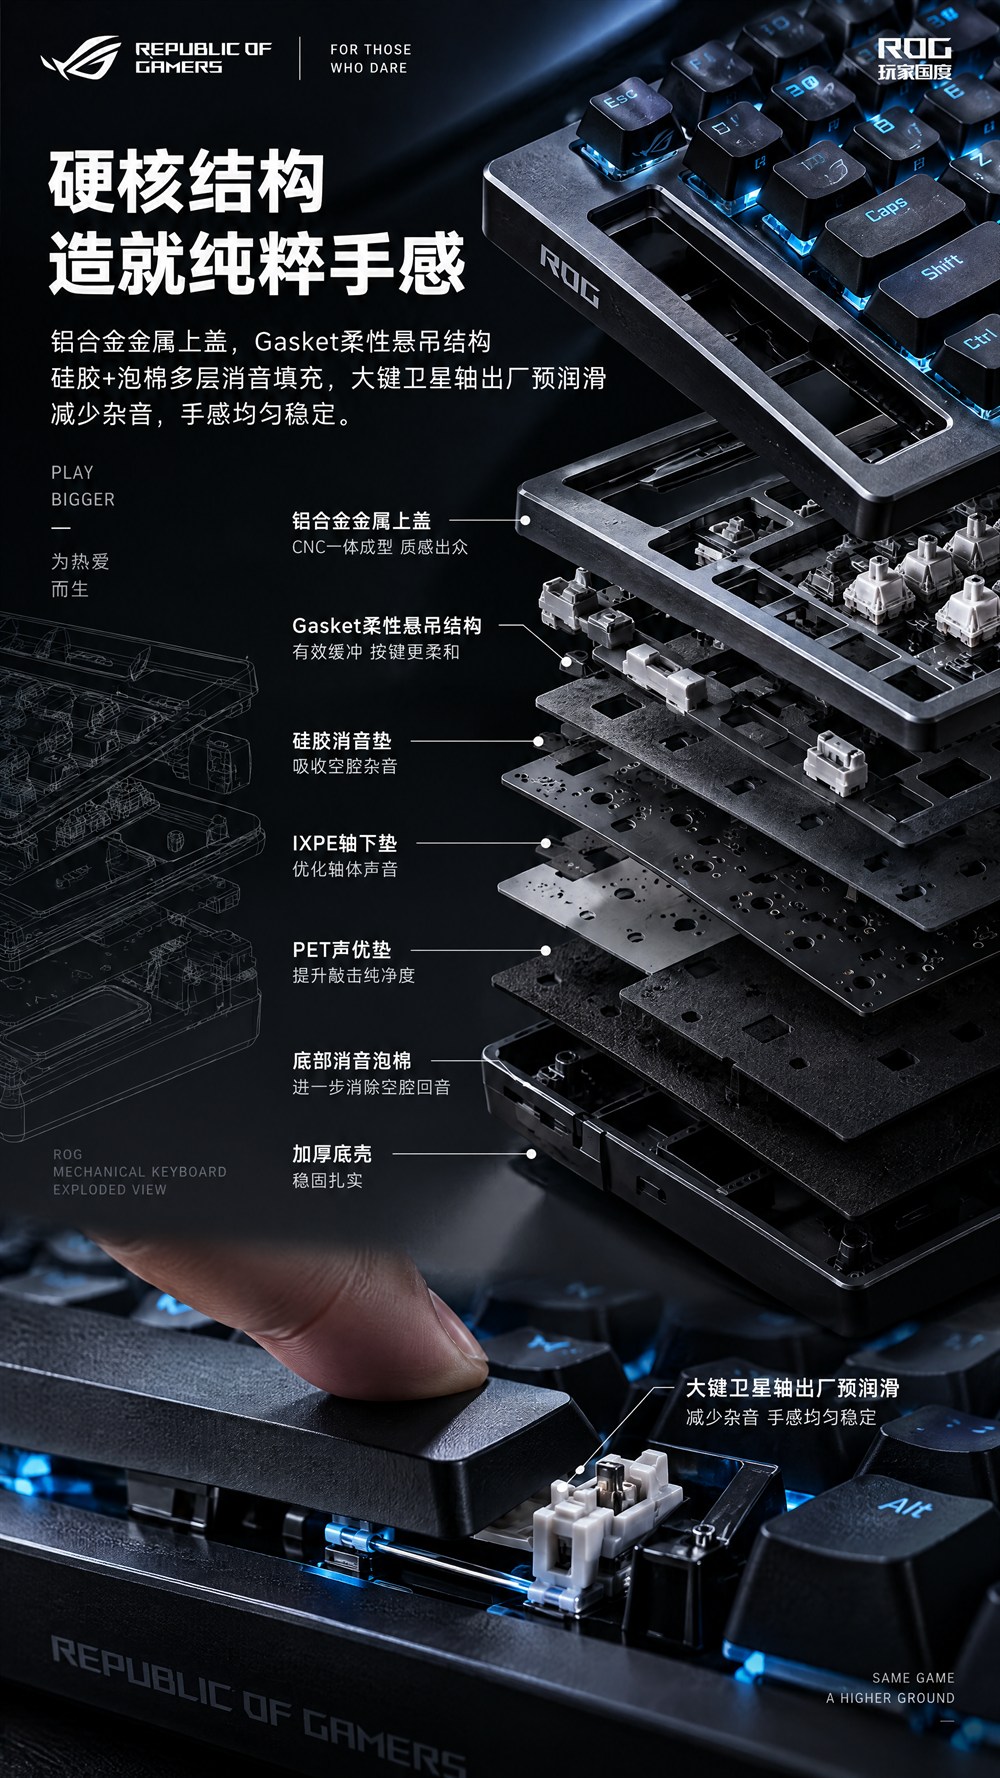 REPUBLIC OF
GAMERS
FOR THOSE
WHO DARE
ROG
玩家国度
硬核结构
造就纯粹手感
铝合金金属上盖，Gasket柔性悬吊结构
硅胶+泡棉多层消音填充，大键卫星轴出厂预润滑
减少杂音，手感均匀稳定。
PLAY
BIGGER
为热爱
而生
Esc
Caps
Shift
Ctrl
ROG
铝合金金属上盖
CNC一体成型 质感出众
Gasket柔性悬吊结构
有效缓冲 按键更柔和
硅胶消音垫
吸收空腔杂音
IXPE轴下垫
优化轴体声音
PET声优垫
提升敲击纯净度
底部消音泡棉
进一步消除空腔回音
加厚底壳
稳固扎实
ROG
MECHANICAL KEYBOARD
EXPLODED VIEW
大键卫星轴出厂预润滑
减少杂音 手感均匀稳定
Alt
REPUBLIC OF GAMERS
SAME GAME
A HIGHER GROUND